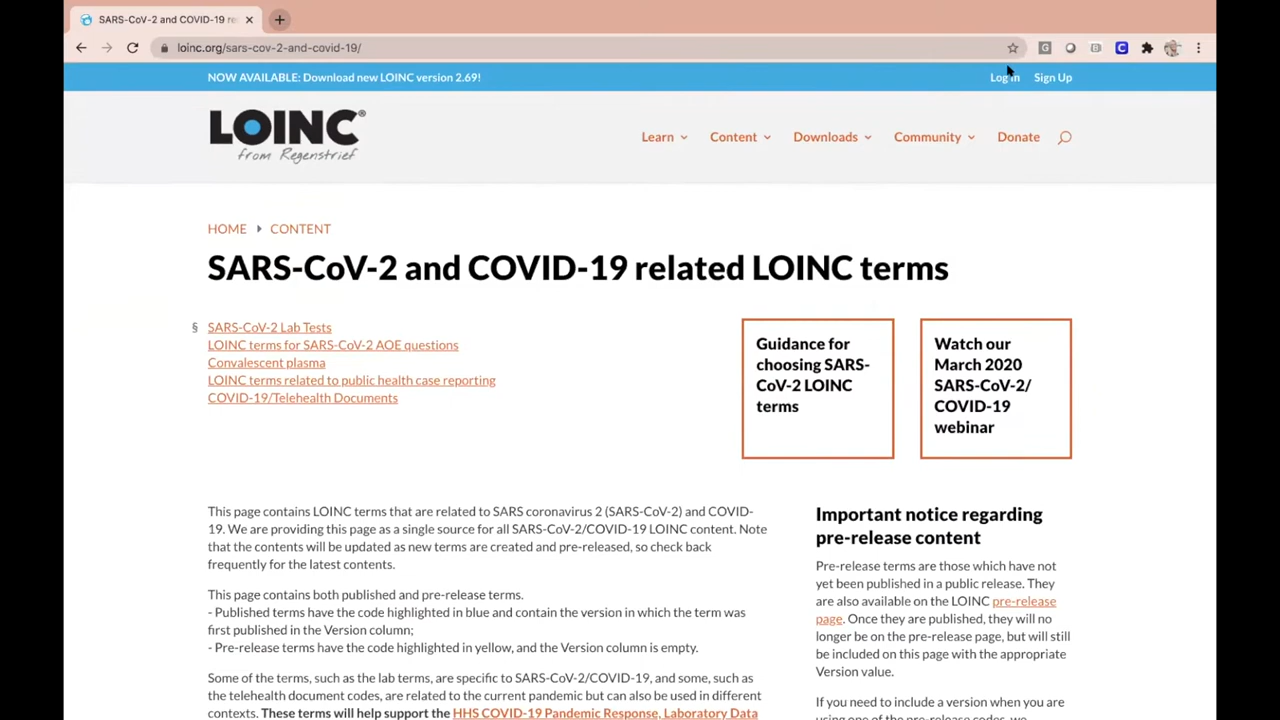 SARS-CoV-2 and COVID-19 re
loinc.org/sars-cov-2-and-covid-19/
NOW AVAILABLE: Download new LOINC version 2.69!
Log In
Sign Up
LOINC®
from Regenstrief
Learn
Content
Downloads
Community
Donate
HOME
CONTENT
SARS-CoV-2 and COVID-19 related LOINC terms
§ SARS-CoV-2 Lab Tests
LOINC terms for SARS-CoV-2 AOE questions
Convalescent plasma
LOINC terms related to public health case reporting
COVID-19/Telehealth Documents
Guidance for
choosing SARS-
CoV-2 LOINC
terms
Watch our
March 2020
SARS-CoV-2/
COVID-19
webinar
This page contains LOINC terms that are related to SARS coronavirus 2 (SARS-CoV-2) and COVID-
19. We are providing this page as a single source for all SARS-CoV-2/COVID-19 LOINC content. Note
that the contents will be updated as new terms are created and pre-released, so check back
frequently for the latest contents.
This page contains both published and pre-release terms.
- Published terms have the code highlighted in blue and contain the version in which the term was
first published in the Version column;
- Pre-release terms have the code highlighted in yellow, and the Version column is empty.
Some of the terms, such as the lab terms, are specific to SARS-CoV-2/COVID-19, and some, such as
the telehealth document codes, are related to the current pandemic but can also be used in different
contexts. These terms will help support the HHS COVID-19 Pandemic Response, Laboratory Data
Important notice regarding
pre-release content
Pre-release terms are those which have not
yet been published in a public release. They
are also available on the LOINC pre-release
page. Once they are published, they will no
longer be on the pre-release page, but will still
be included on this page with the appropriate
Version value.
If you need to include a version when you are
using one of the pre-release codes, we